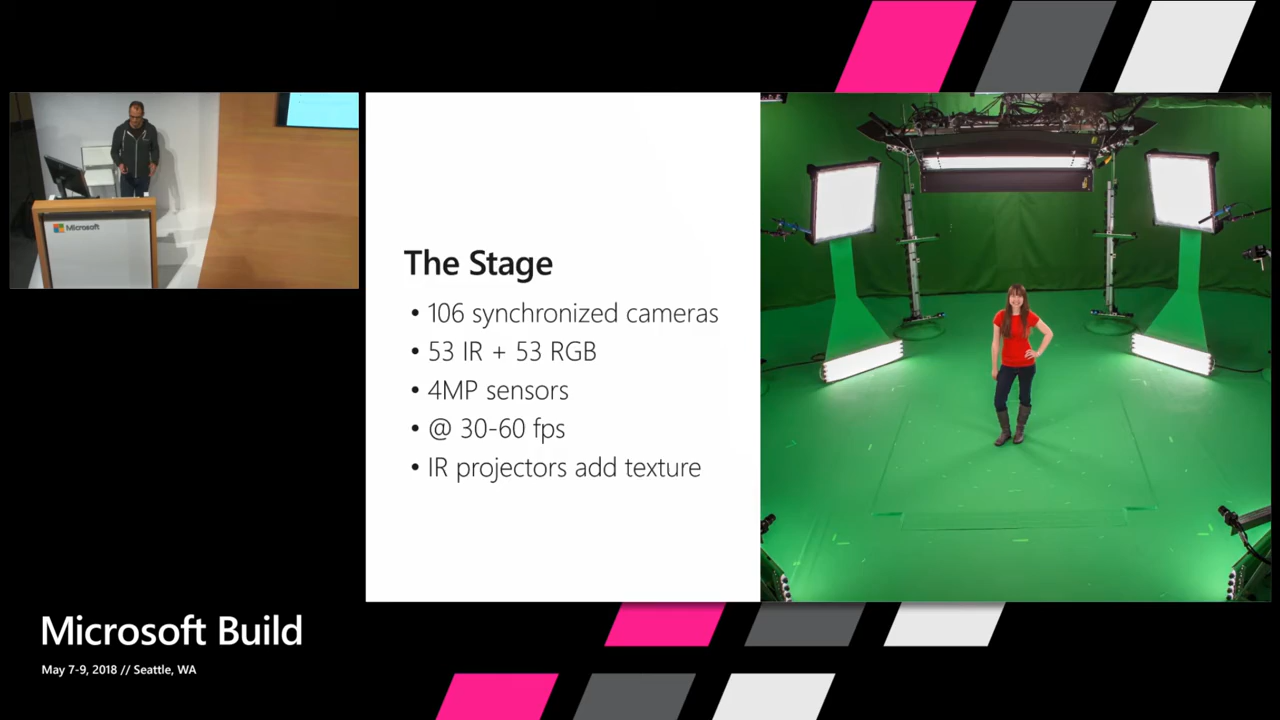 Microsoft
The Stage
• 106 synchronized cameras
• 53 IR + 53 RGB
• 4MP sensors
• @ 30-60 fps
• IR projectors add texture
Microsoft Build
May 7-9, 2018 // Seattle, WA